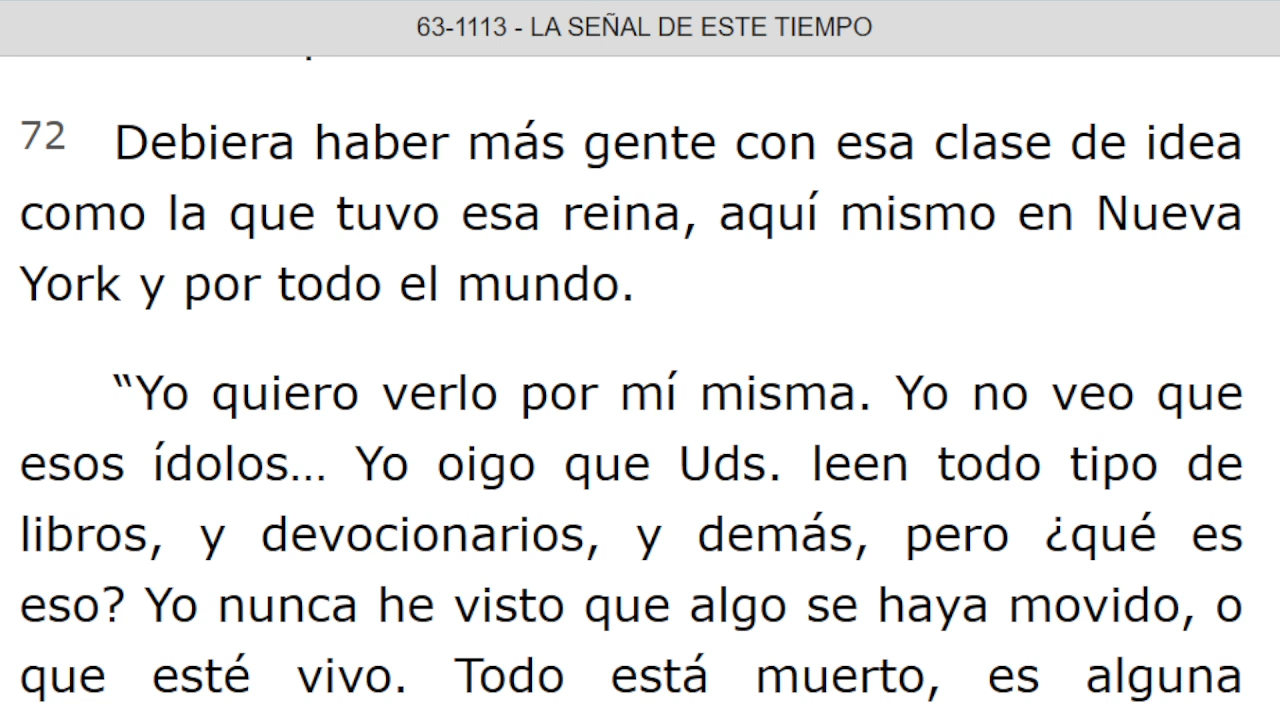 63-1113 - LA SEÑAL DE ESTE TIEMPO
72 Debiera haber más gente con esa clase de idea
como la que tuvo esa reina, aquí mismo en Nueva
York y por todo el mundo.
“Yo quiero verlo por mí misma. Yo no veo que
esos ídolos... Yo oigo que Uds. leen todo tipo de
libros, y devocionarios, y demás, pero ¿qué es
eso? Yo nunca he visto que algo se haya movido, o
que esté vivo. Todo está muerto, es alguna